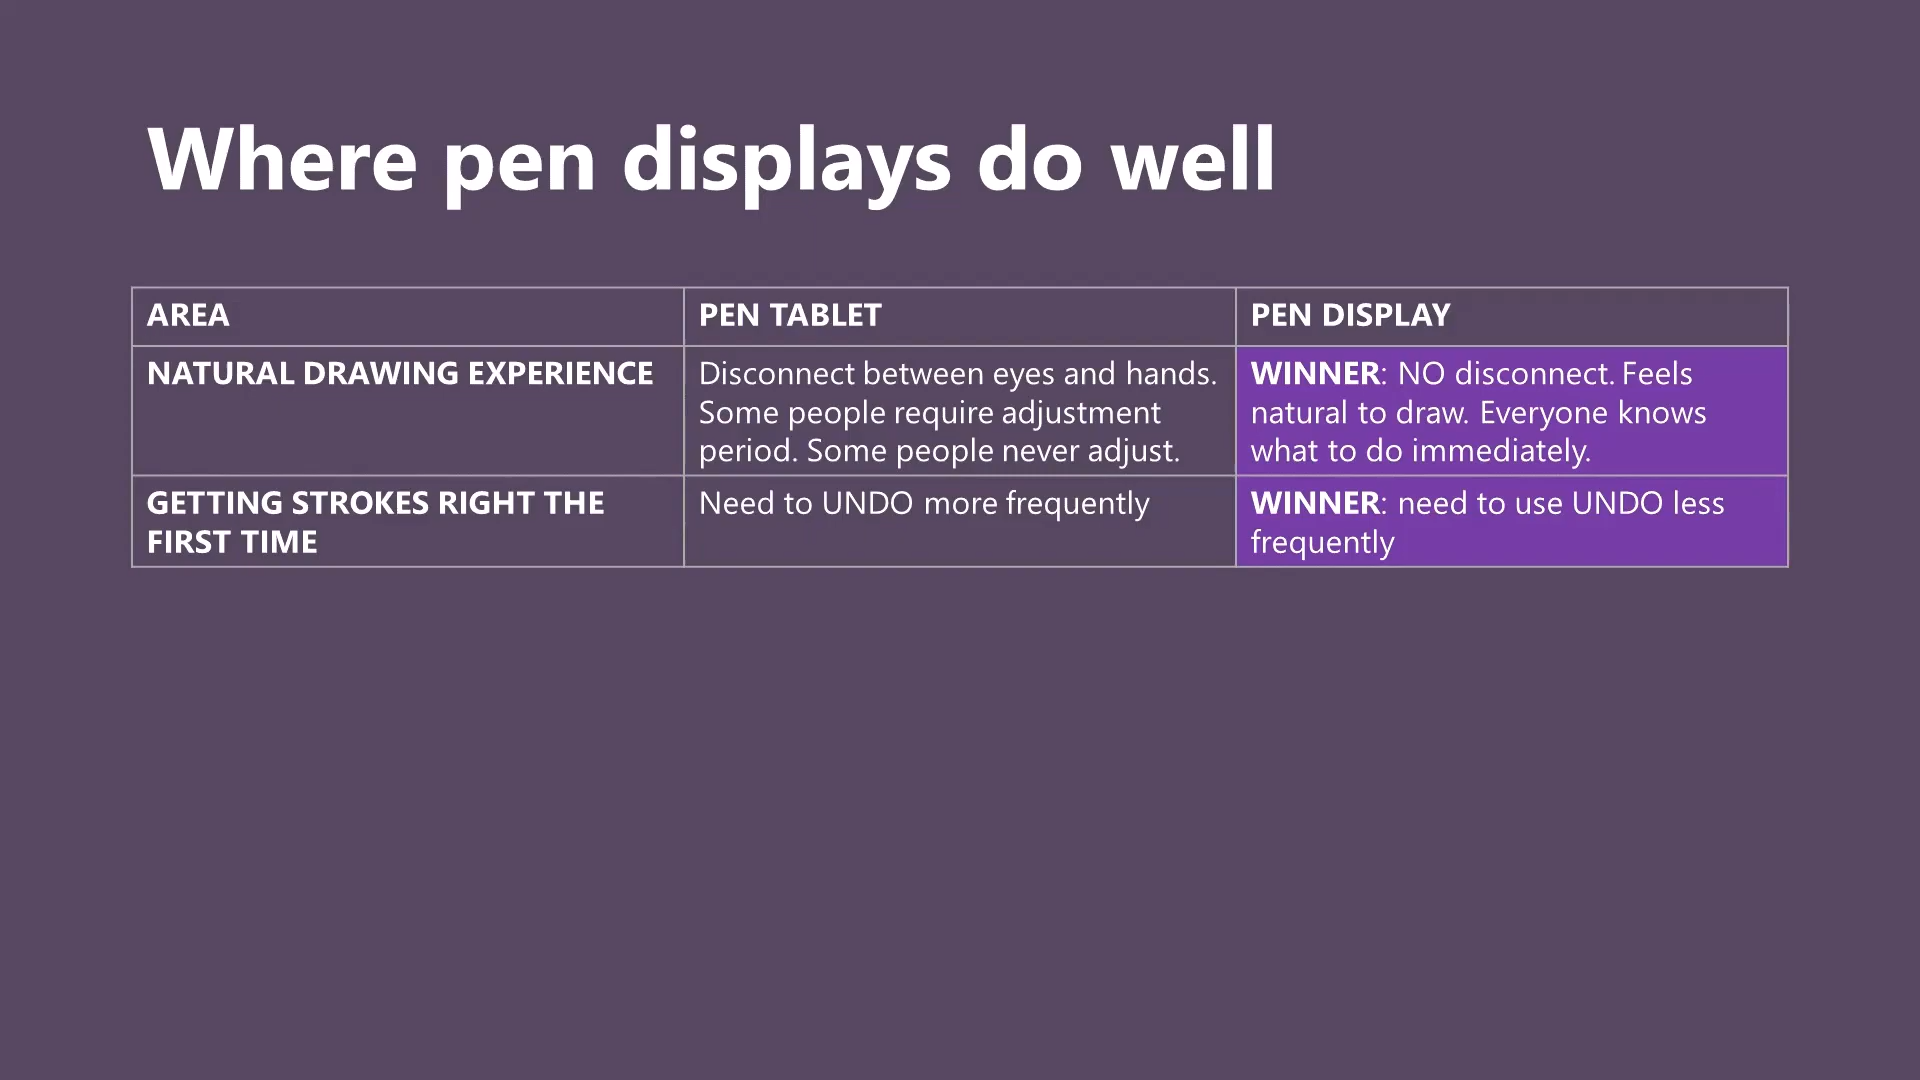 Where pen displays do well
AREA
PEN TABLET
PEN DISPLAY
NATURAL DRAWING EXPERIENCE
Disconnect between eyes and hands.
Some people require adjustment
period. Some people never adjust.
WINNER: NO disconnect. Feels
natural to draw. Everyone knows
what to do immediately.
GETTING STROKES RIGHT THE
FIRST TIME
Need to UNDO more frequently
WINNER: need to use UNDO less
frequently